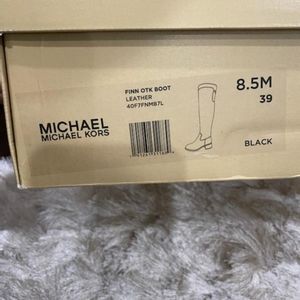 FINN OTK BOOT
LEATHER
40F7FNMB7L
8.5M
39
MICHAEL
MICHAEL KORS
BLACK